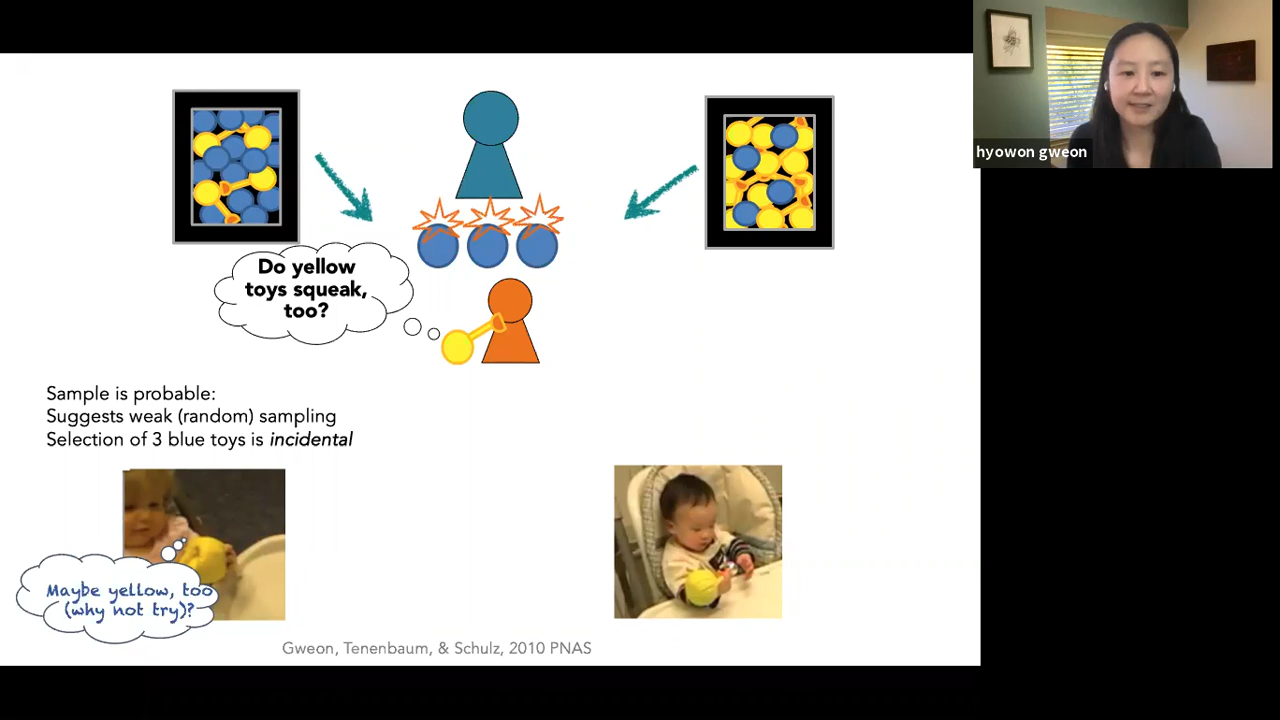 hyowon gweon
Do yellow
toys squeak,
too?
Sample is probable:
Suggests weak (random) sampling
Selection of 3 blue toys is incidental
Maybe yellow, too
(why not try)?
Gweon, Tenenbaum, & Schulz, 2010 PNAS